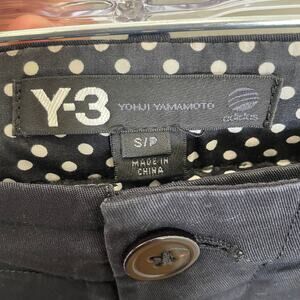 Y-3 YOHJI YAMAMOTO adidas
S/P
MADE IN
CHINA